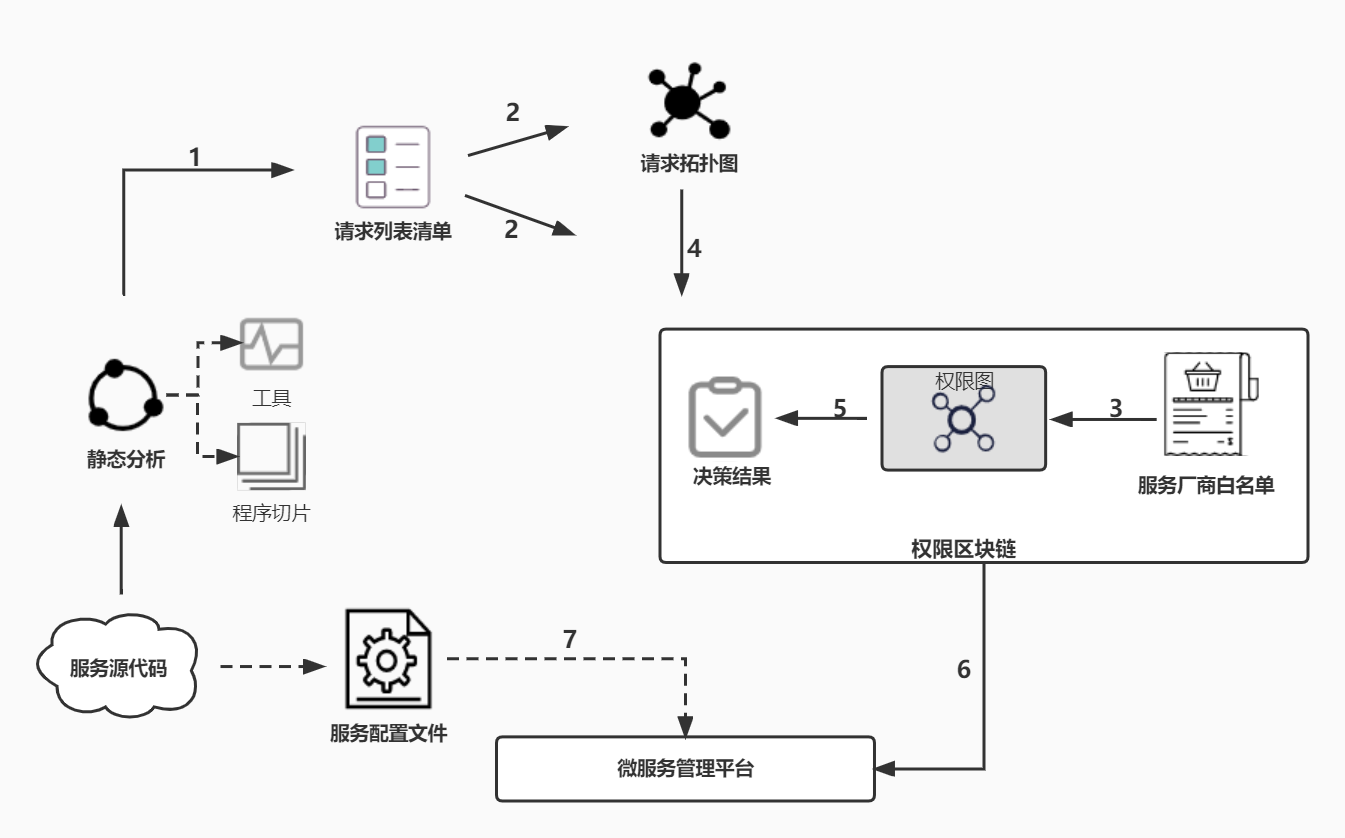 2
请求拓扑图
1
请求列表清单
2
4
工具
权限图
5
3
静态分析
决策结果
服务厂商白名单
程序切片
权限区块链
7
服务源代码
6
服务配置文件
微服务管理平台